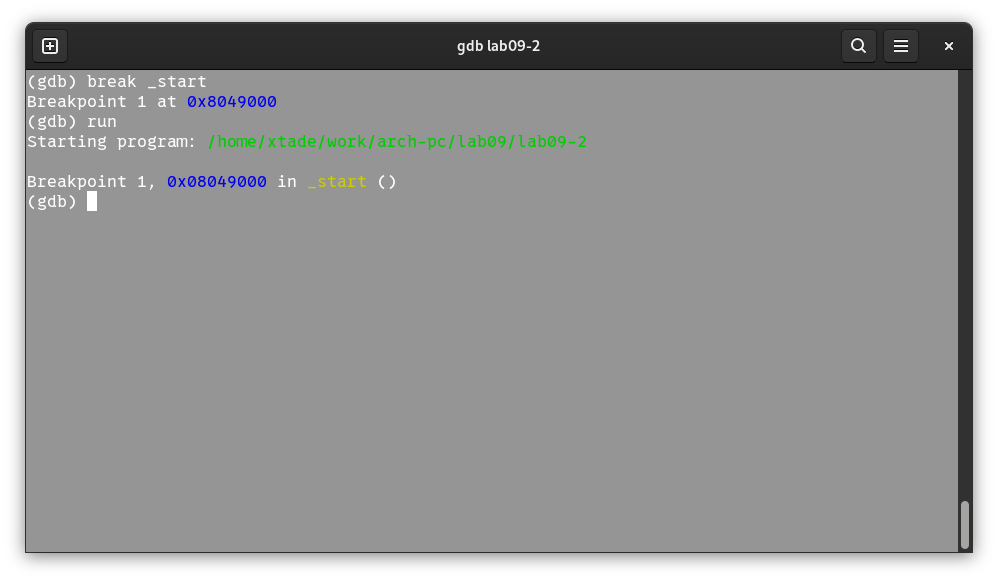 gdb lab09-2
(gdb) break _start
Breakpoint 1 at 0x8049000
(gdb) run
Starting program: /home/xtade/work/arch-pc/lab09/lab09-2
Breakpoint 1, 0x08049000 in _start ()
(gdb)